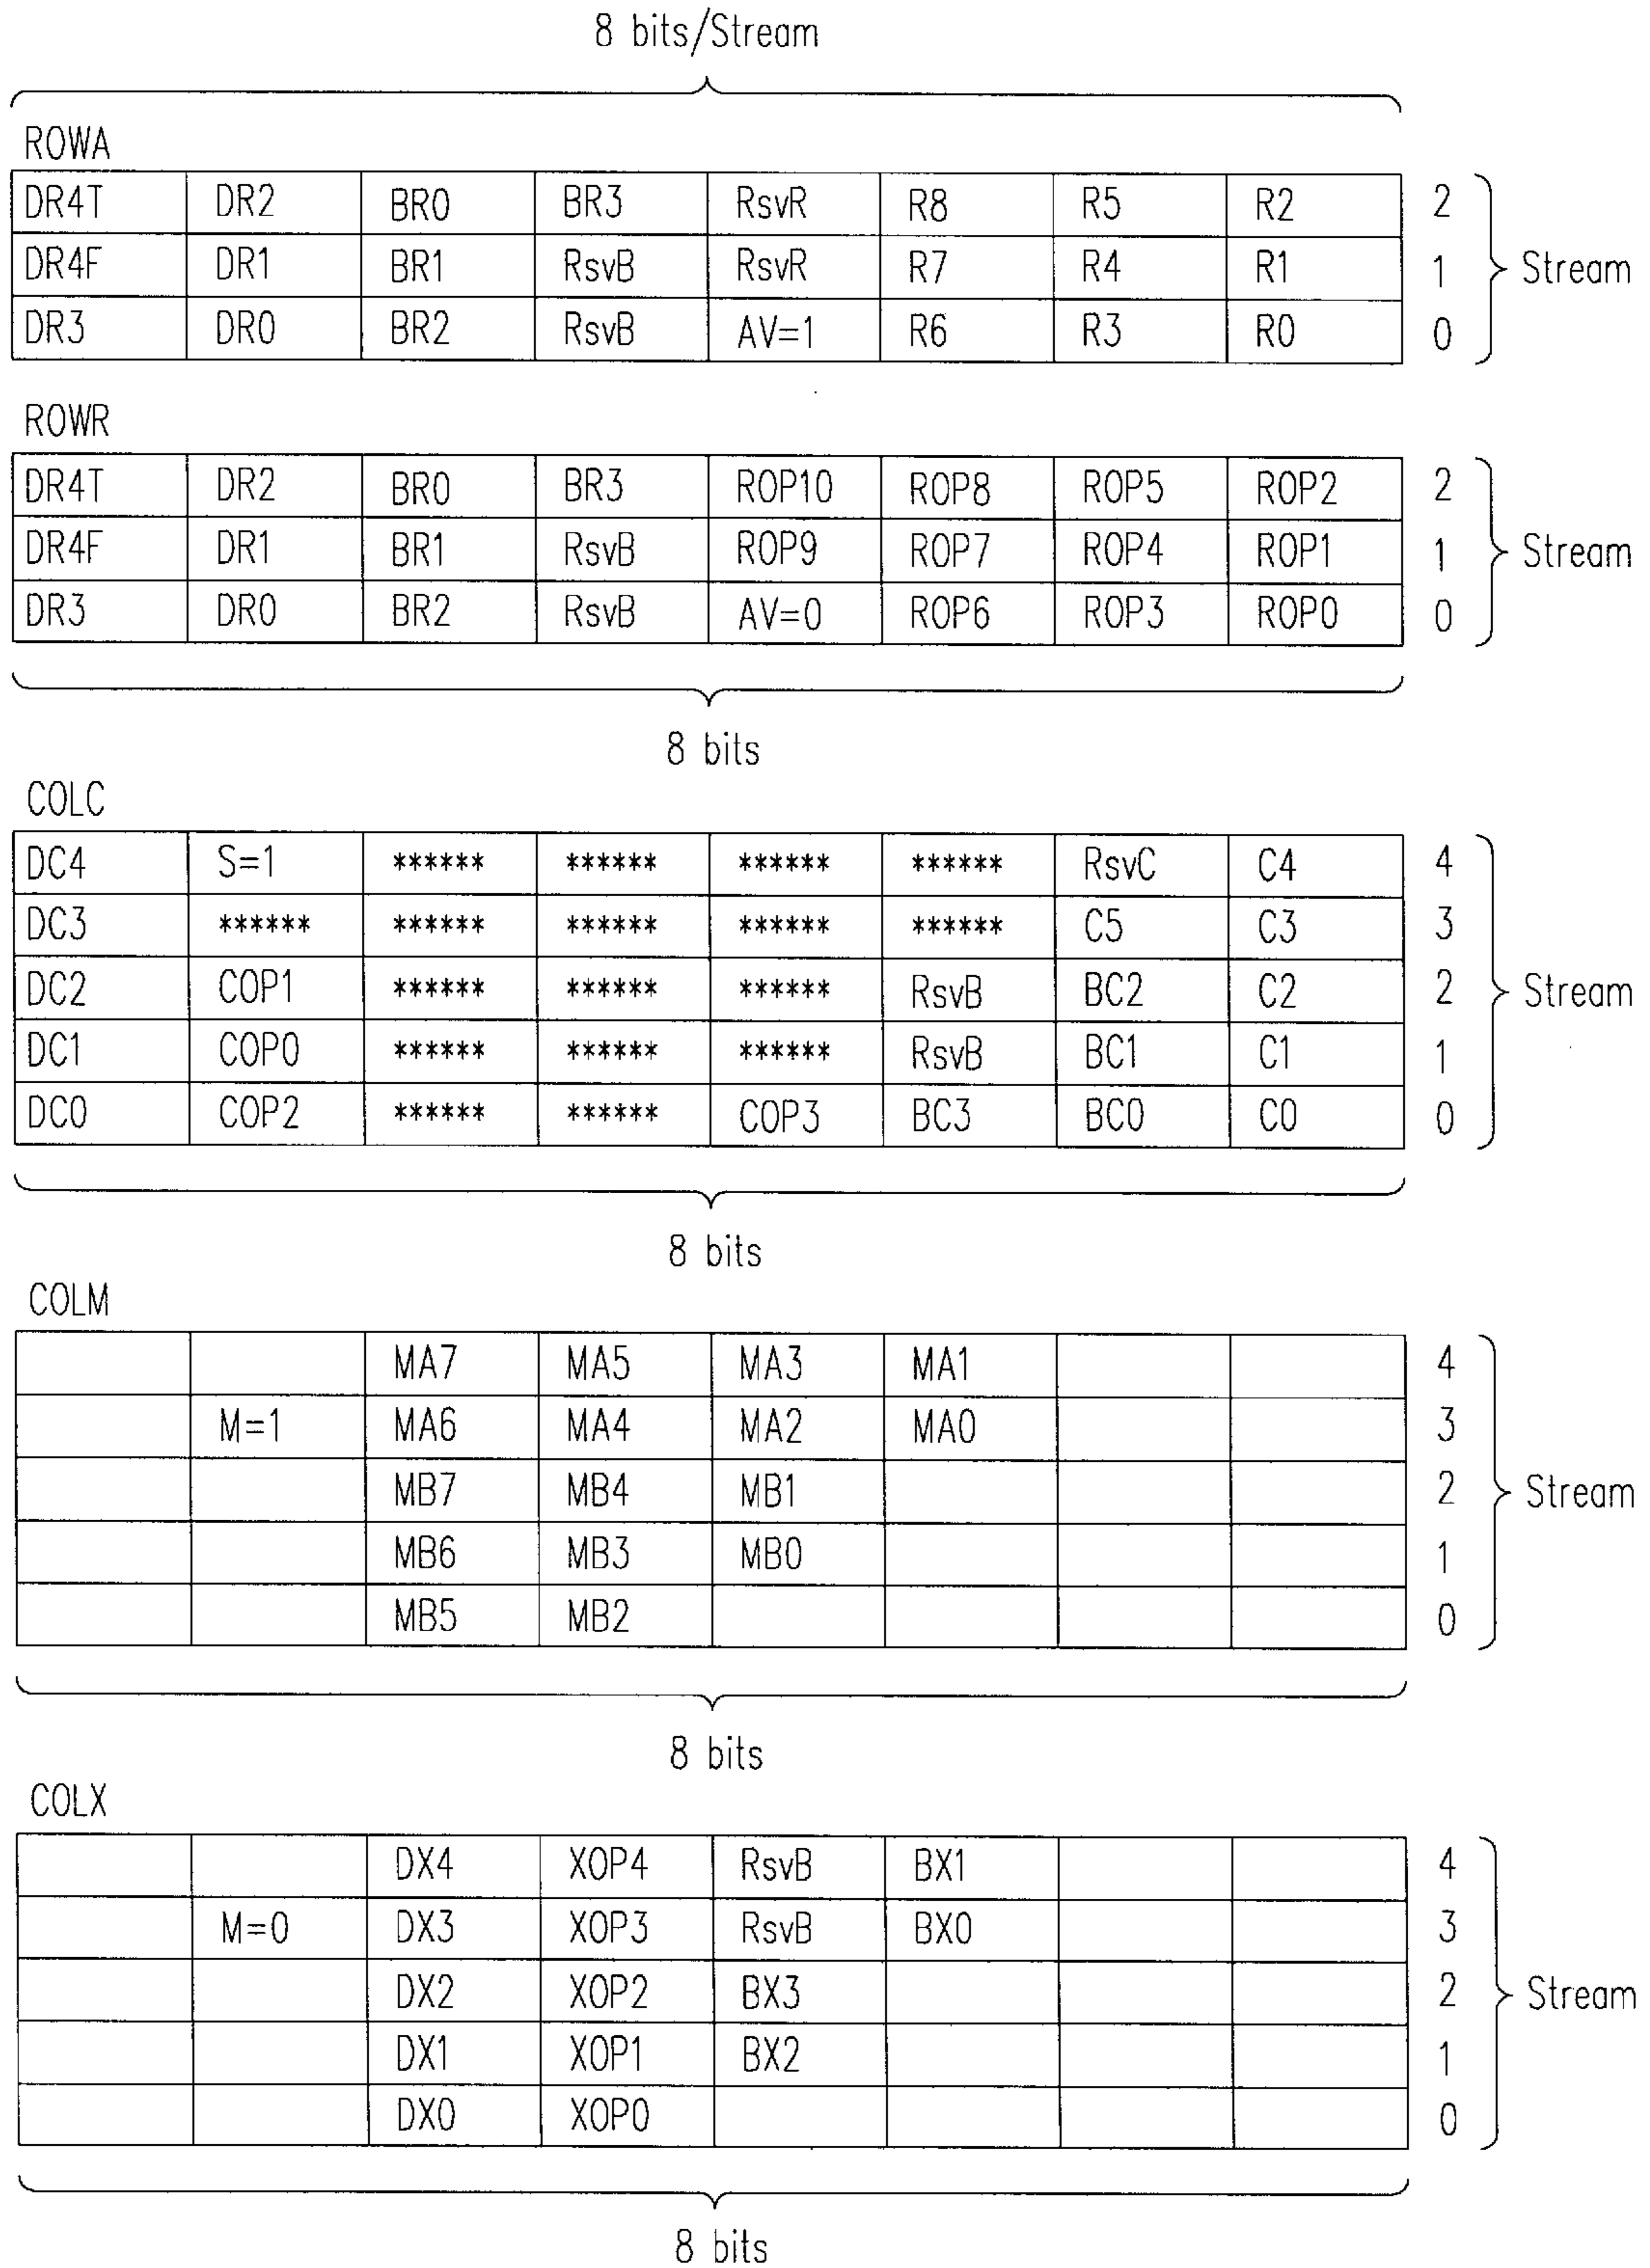 8 bits/Stream
ROWA
DR4T DR2 BR0 BR3 RsvR R8 R5 R2 2
DR4F DR1 BR1 RsvB RsvR R7 R4 R1 1 Stream
DR3 DR0 BR2 RsvB AV=1 R6 R3 R0 0
ROWR
DR4T DR2 BR0 BR3 ROP10 ROP8 ROP5 ROP2 2
DR4F DR1 BR1 RsvB ROP9 ROP7 ROP4 ROP1 1 Stream
DR3 DR0 BR2 RsvB AV=0 ROP6 ROP3 ROP0 0
8 bits
COLC
DC4 S=1 ****** ****** ****** ****** RsvC C4 4
DC3 ****** ****** ****** ****** ****** C5 C3 3
DC2 COP1 ****** ****** ****** RsvB BC2 C2 2 Stream
DC1 COP0 ****** ****** ****** RsvB BC1 C1 1
DC0 COP2 ****** ****** COP3 BC3 BC0 C0 0
8 bits
COLM
MA7 MA5 MA3 MA1 4
M=1 MA6 MA4 MA2 MA0 3
MB7 MB4 MB1 2 Stream
MB6 MB3 MB0 1
MB5 MB2 0
8 bits
COLX
DX4 XOP4 RsvB BX1 4
M=0 DX3 XOP3 RsvB BX0 3
DX2 XOP2 BX3 2 Stream
DX1 XOP1 BX2 1
DX0 XOP0 0
8 bits